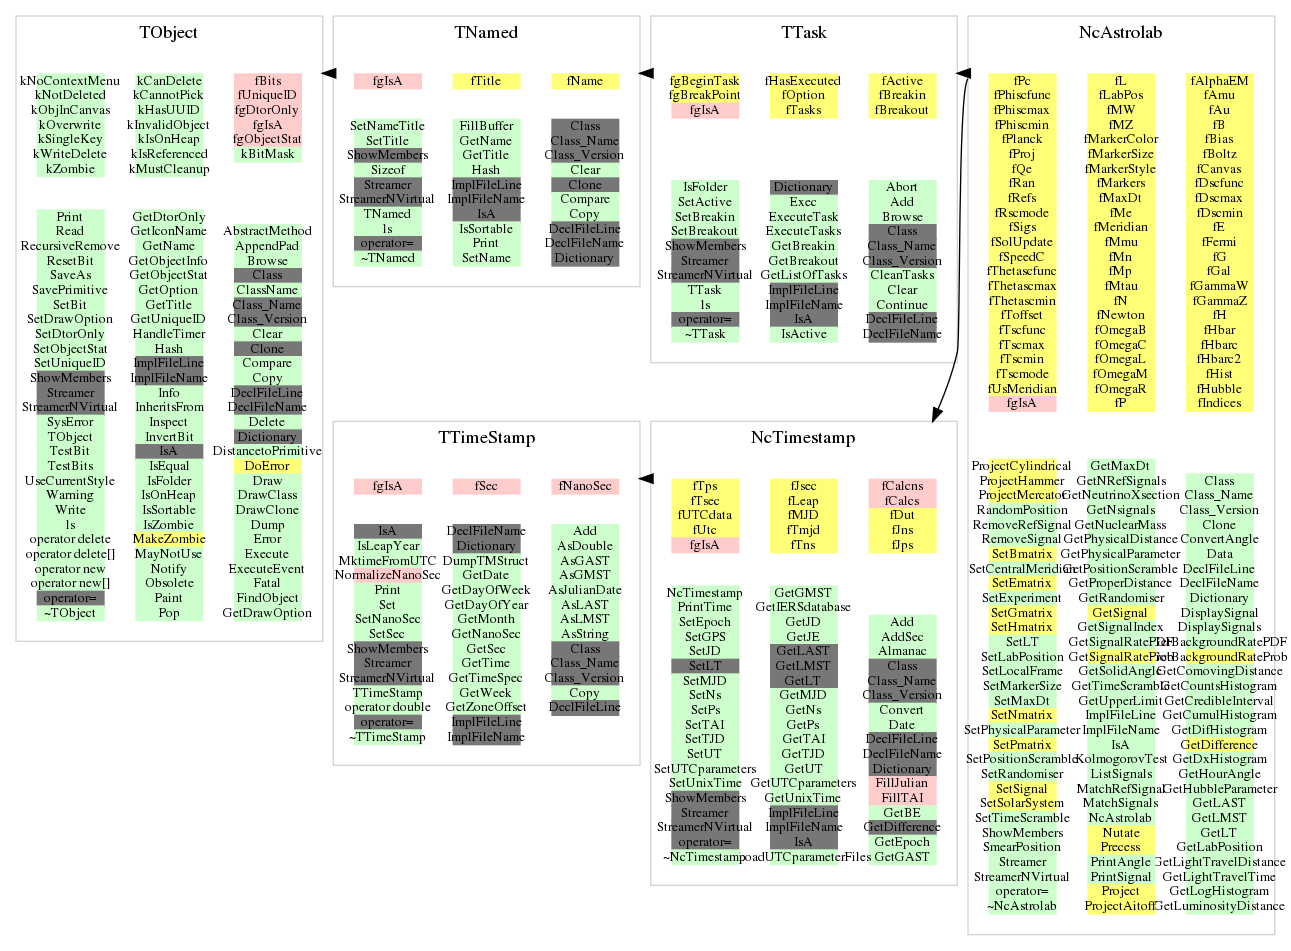 TObject
kNoContextMenu
kNotDeleted
kObjInCanvas
kOverwrite
kSingleKey
kWriteDelete
kZombie
kCanDelete
kCannotPick
kHasUUID
kInvalidObject
kIsOnHeap
kIsReferenced
kMustCleanup
fBits
fUniqueID
fgDtorOnly
fgIsA
fgObjectStat
kBitMask
Print
Read
RecursiveRemove
ResetBit
SaveAs
SavePrimitive
SetBit
SetDrawOption
SetDtorOnly
SetObjectStat
SetUniqueID
ShowMembers
Streamer
StreamerNVirtual
SysError
TObject
TestBit
TestBits
UseCurrentStyle
Warning
Write
ls
operator delete
operator delete[]
operator new
operator new[]
operator=
~TObject
GetDtorOnly
GetIconName
GetName
GetObjectInfo
GetObjectStat
GetOption
GetTitle
GetUniqueID
HandleTimer
Hash
ImplFileLine
ImplFileName
Info
InheritsFrom
Inspect
InvertBit
IsA
IsEqual
IsFolder
IsOnHeap
IsSortable
IsZombie
MakeZombie
MayNotUse
Notify
Obsolete
Paint
Pop
AbstractMethod
AppendPad
Browse
Class
ClassName
Class_Name
Class_Version
Clear
Clone
Compare
Copy
DeclFileLine
DeclFileName
Delete
Dictionary
DistancetoPrimitive
DoError
Draw
DrawClass
DrawClone
Dump
Error
Execute
ExecuteEvent
Fatal
FindObject
GetDrawOption
TNamed
fgIsA
fTitle
fName
SetNameTitle
SetTitle
ShowMembers
Sizeof
Streamer
StreamerNVirtual
TNamed
ls
operator=
~TNamed
FillBuffer
GetName
GetTitle
Hash
ImplFileLine
ImplFileName
IsA
IsSortable
Print
SetName
Class
Class_Name
Class_Version
Clear
Clone
Compare
Copy
DeclFileLine
DeclFileName
Dictionary
TTask
fgBeginTask
fgBreakPoint
fgIsA
fHasExecuted
fOption
fTasks
fActive
fBreakin
fBreakout
IsFolder
SetActive
SetBreakin
SetBreakout
ShowMembers
Streamer
StreamerNVirtual
TTask
ls
operator=
~TTask
Dictionary
Exec
ExecuteTask
ExecuteTasks
GetBreakin
GetBreakout
GetListOfTasks
ImplFileLine
ImplFileName
IsA
IsActive
Abort
Add
Browse
Class
Class_Name
Class_Version
CleanTasks
Clear
Continue
DeclFileLine
DeclFileName
TTimeStamp
fgIsA
fSec
fNanoSec
IsA
IsLeapYear
MktimeFromUTC
NormalizeNanoSec
Print
Set
SetNanoSec
SetSec
ShowMembers
Streamer
StreamerNVirtual
TTimeStamp
operator double
operator=
~TTimeStamp
DeclFileName
Dictionary
DumpTMStruct
GetDate
GetDayOfWeek
GetDayOfYear
GetMonth
GetNanoSec
GetSec
GetTime
GetTimeSpec
GetWeek
GetZoneOffset
ImplFileLine
ImplFileName
Add
AsDouble
AsGAST
AsGMST
AsJulianDate
AsLAST
AsLMST
AsString
Class
Class_Name
Class_Version
Copy
DeclFileLine
NcTimestamp
fTps
fTsec
fUTCdata
fUtc
fgIsA
fJsec
fLeap
fMJD
fTmjd
fTns
fCalcns
fCalcs
fDut
fJns
fJps
NcTimestamp
PrintTime
SetEpoch
SetGPS
SetJD
SetLT
SetMJD
SetNs
SetPs
SetTAI
SetTJD
SetUT
SetUTCparameters
SetUnixTime
ShowMembers
Streamer
StreamerNVirtual
operator=
~NcTimestamp
GetGMST
GetIERSdatabase
GetJD
GetJE
GetLAST
GetLMST
GetLT
GetMJD
GetNs
GetPs
GetTAI
GetTJD
GetUT
GetUTCparameters
GetUnixTime
ImplFileLine
ImplFileName
IsA
oadUTCparameterFiles
Add
AddSec
Almanac
Class
Class_Name
Class_Version
Convert
Date
DeclFileLine
DeclFileName
Dictionary
FillJulian
FillTAI
GetBE
GetDifference
GetEpoch
GetGAST
NcAstrolab
fPc
fPhiscfunc
fPhiscmax
fPhiscmin
fPlanck
fProj
fQe
fRan
fRefs
fRscmode
fSigs
fSolUpdate
fSpeedC
fThetascfunc
fThetascmax
fThetascmin
fToffset
fTscfunc
fTscmax
fTscmin
fTscmode
fUsMeridian
fgIsA
fL
fLabPos
fMW
fMZ
fMarkerColor
fMarkerSize
fMarkerStyle
fMarkers
fMaxDt
fMe
fMeridian
fMmu
fMn
fMp
fMtau
fN
fNewton
fOmegaB
fOmegaC
fOmegaL
fOmegaM
fOmegaR
fP
fAlphaEM
fAmu
fAu
fB
fBias
fBoltz
fCanvas
fDscfunc
fDscmax
fDscmin
fE
fFermi
fG
fGal
fGammaW
fGammaZ
fH
fHbar
fHbarc
fHbarc2
fHist
fHubble
fIndices
ProjectCylindrical
ProjectHammer
ProjectMercator
RandomPosition
RemoveRefSignal
RemoveSignal
SetBmatrix
SetCentralMeridian
SetEmatrix
SetExperiment
SetGmatrix
SetHmatrix
SetLT
SetLabPosition
SetLocalFrame
SetMarkerSize
SetMaxDt
SetNmatrix
SetPhysicalParameter
SetPmatrix
SetPositionScramble
SetRandomiser
SetSignal
SetSolarSystem
SetTimeScramble
ShowMembers
SmearPosition
Streamer
StreamerNVirtual
operator=
~NcAstrolab
GetMaxDt
GetNRefSignals
GetNeutrinoXsection
GetNsignals
GetNuclearMass
GetPhysicalDistance
GetPhysicalParameter
GetPositionScramble
GetProperDistance
GetRandomiser
GetSignal
GetSignalIndex
GetSignalRatePDF
GetSignalRateProb
GetSolidAngle
GetTimeScramble
GetUpperLimit
ImplFileLine
ImplFileName
IsA
KolmogorovTest
ListSignals
MatchRefSignal
MatchSignals
NcAstrolab
Nutate
Precess
PrintAngle
PrintSignal
Project
ProjectAitoff
Class
Class_Name
Class_Version
Clone
ConvertAngle
Data
DeclFileLine
DeclFileName
Dictionary
DisplaySignal
DisplaySignals
GetBackgroundRatePDF
GetBackgroundRateProb
GetComovingDistance
GetCountsHistogram
GetCredibleInterval
GetCumulHistogram
GetDifHistogram
GetDifference
GetDxHistogram
GetHourAngle
GetHubbleParameter
GetLAST
GetLMST
GetLT
GetLabPosition
GetLightTravelDistance
GetLightTravelTime
GetLogHistogram
GetLuminosityDistance